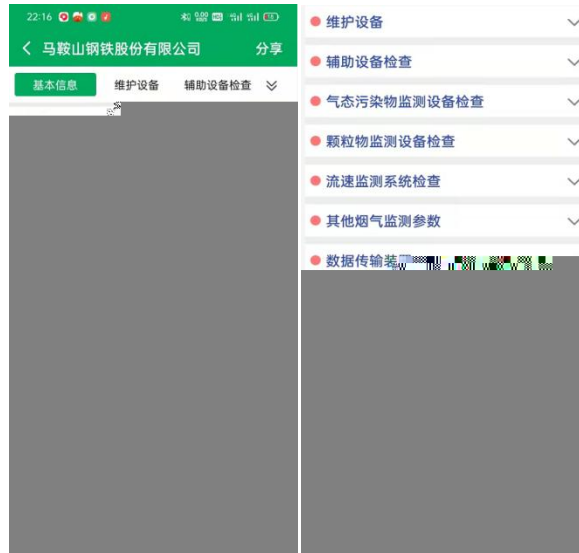 22:16
马鞍山钢铁股份有限公司
分享
基本信息 维护设备 辅助设备检查
维护设备
辅助设备检查
气态污染物监测设备检查
颗粒物监测设备检查
流速监测系统检查
其他烟气监测参数
数据传输装